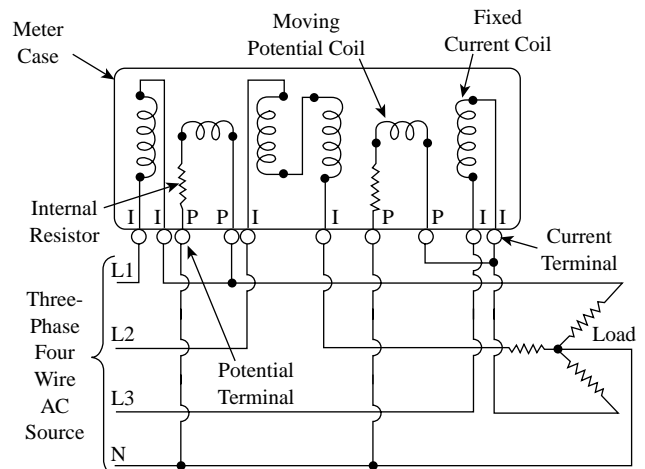 Meter
Case
Moving
Potential Coil
Fixed
Current Coil
Internal
Resistor
I I P P I I P P I I
Current
Terminal
L1
Three-
Phase
Four
Wire
AC
Source
L2
L3
N
Potential
Terminal
Load